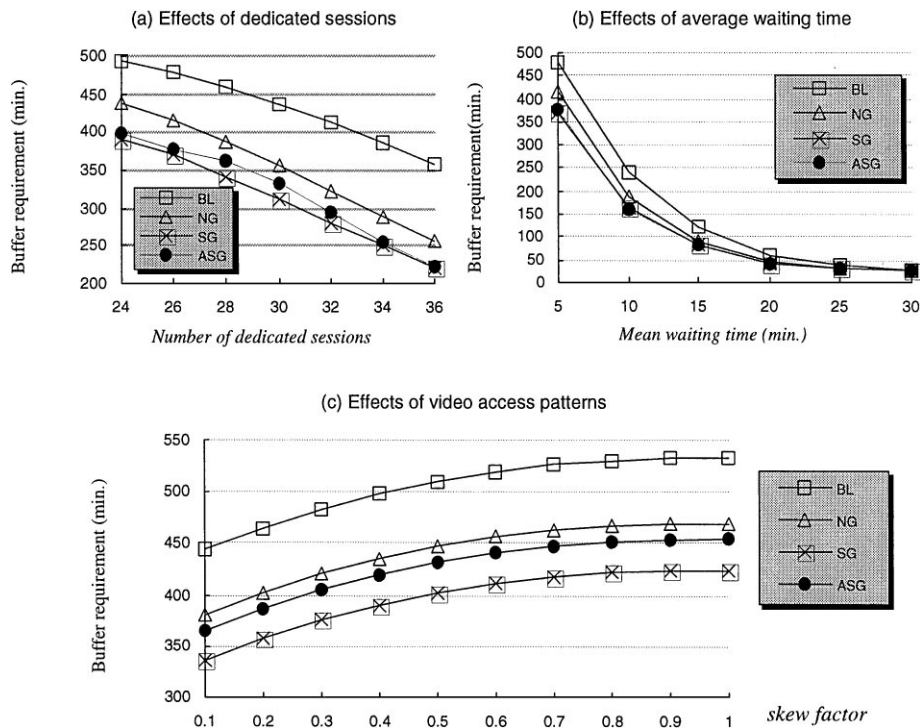 (a) Effects of dedicated sessions
Buffer requirement (min.)
500
450
400
350
300
250
200
BL
NG
SG
ASG
24 26 28 30 32 34 36
Number of dedicated sessions
(b) Effects of average waiting time
Buffer requirement(min.)
500
450
400
350
300
250
200
150
100
50
0
BL
NG
SG
ASG
5 10 15 20 25 30
Mean waiting time (min.)
(c) Effects of video access patterns
Buffer requirement (min.)
550
500
450
400
350
300
BL
NG
SG
ASG
0.1 0.2 0.3 0.4 0.5 0.6 0.7 0.8 0.9 1
skew factor